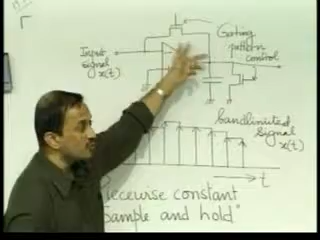 Gating
pattern
control
Input
signal
x(t)
bandlimited
signal
x(t)
t
Piecewise constant
"Sample and hold"